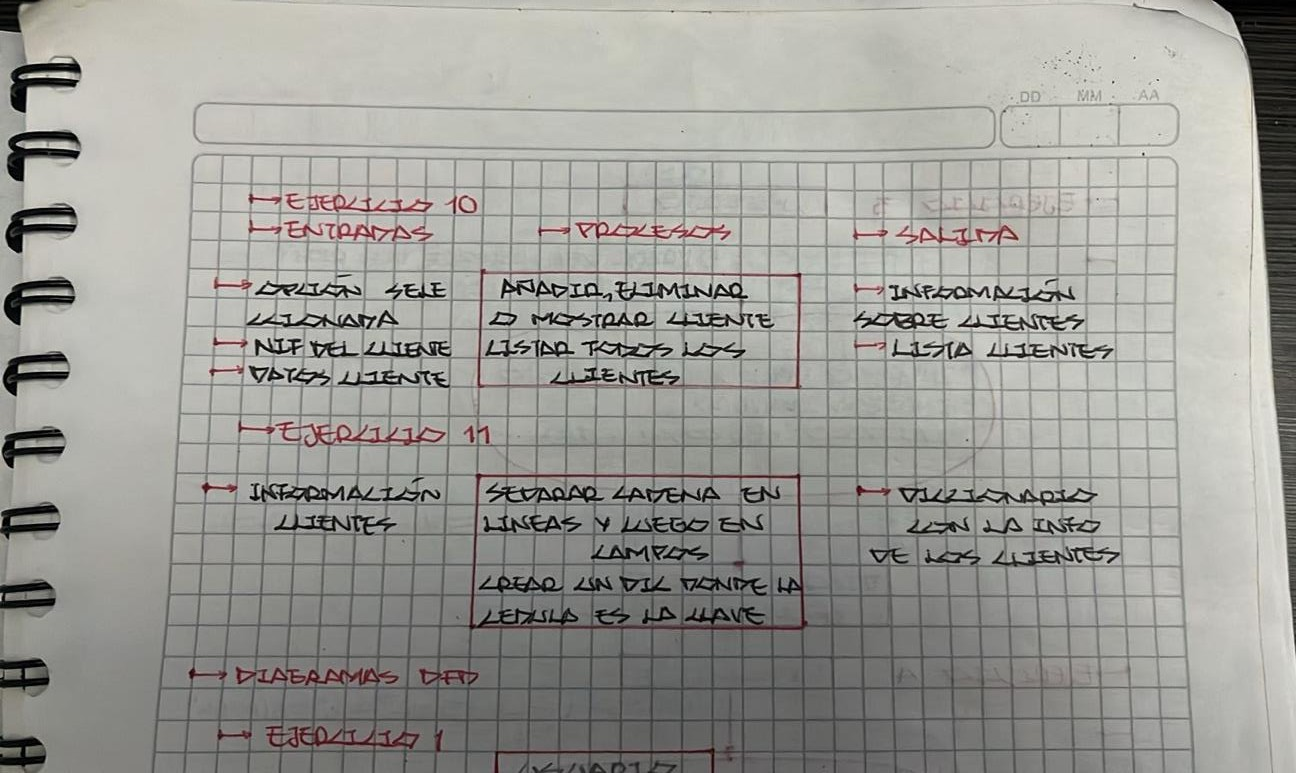 DD MM AA
↦ EJERCICIO 10
↦ ENTRADAS ↦ PROCESOS ↦ SALIDA
↦ OPCIÓN SELE
CCIONADA
↦ NIF DEL CLIENTE
↦ DATOS CLIENTE
AÑADIR, ELIMINAR
O MOSTRAR CLIENTE
LISTAR TODOS LOS
CLIENTES
↦ INFORMACIÓN
SOBRE CLIENTES
↦ LISTA CLIENTES
↦ EJERCICIO 11
↦ INFORMACIÓN
CLIENTES
SEPARAR CADENA EN
LINEAS Y LUEGO EN
CAMPOS
CREAR UN DIC DONDE LA
CEDULA ES LA LLAVE
↦ DICCIONARIO
CON LA INFO
DE LOS CLIENTES
↦ DIAGRAMAS DFD
↦ EJERCICIO 1